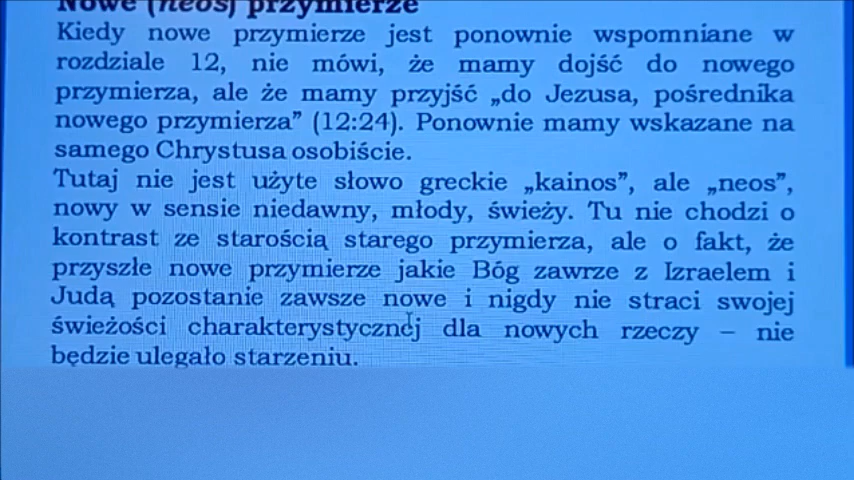 Nowe (neos) przymierze
Kiedy nowe przymierze jest ponownie wspomniane w
rozdziale 12, nie mówi, że mamy dojść do nowego
przymierza, ale że mamy przyjść „do Jezusa, pośrednika
nowego przymierza” (12:24). Ponownie mamy wskazane na
samego Chrystusa osobiście.
Tutaj nie jest użyte słowo greckie „kainos”, ale „neos”,
nowy w sensie niedawny, młody, świeży. Tu nie chodzi o
kontrast ze starością starego przymierza, ale o fakt, że
przyszłe nowe przymierze jakie Bóg zawrze z Izraelem i
Judą pozostanie zawsze nowe i nigdy nie straci swojej
świeżości charakterystycznej dla nowych rzeczy – nie
będzie ulegało starzeniu.